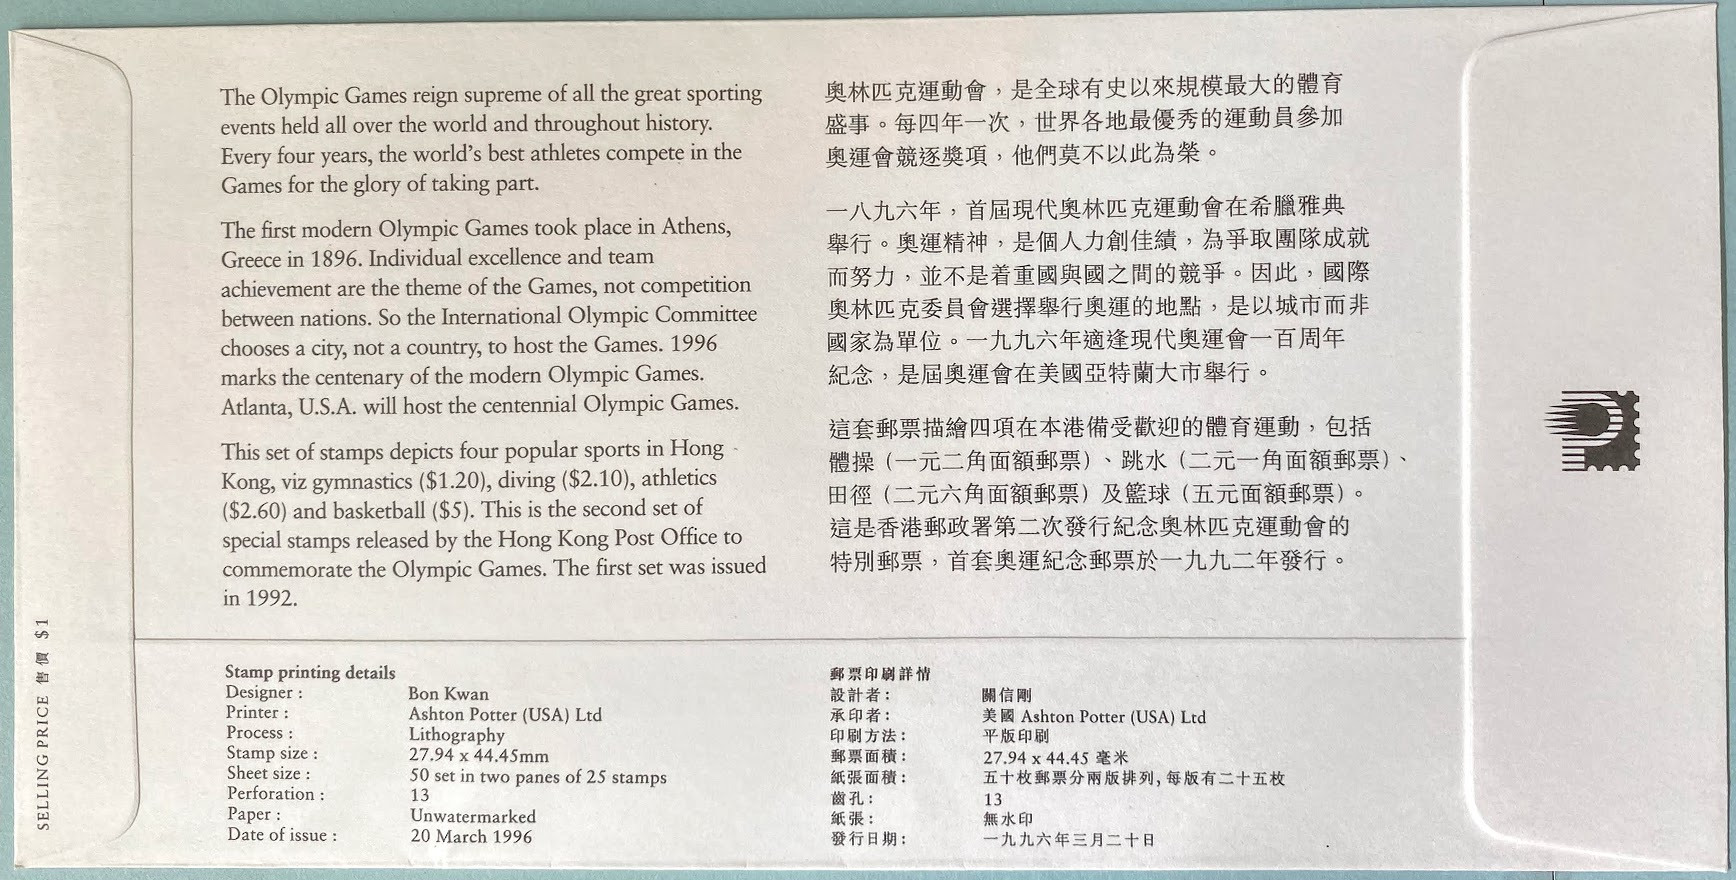 The Olympic Games reign supreme of all the great sporting
events held all over the world and throughout history.
Every four years, the world's best athletes compete in the
Games for the glory of taking part.
The first modern Olympic Games took place in Athens,
Greece in 1896. Individual excellence and team
achievement are the theme of the Games, not competition
between nations. So the International Olympic Committee
chooses a city, not a country, to host the Games. 1996
marks the centenary of the modern Olympic Games.
Atlanta, U.S.A. will host the centennial Olympic Games.
This set of stamps depicts four popular sports in Hong
Kong, viz gymnastics ($1.20), diving ($2.10), athletics
($2.60) and basketball ($5). This is the second set of
special stamps released by the Hong Kong Post Office to
commemorate the Olympic Games. The first set was issued
in 1992.
奧林匹克運動會，是全球有史以來規模最大的體育
盛事。每四年一次，世界各地最優秀的運動員參加
奧運會競逐獎項，他們莫不以此為榮。
一八九六年，首屆現代奧林匹克運動會在希臘雅典
舉行。奧運精神，是個人力創佳績，為爭取團隊成就
而努力，並不是着重國與國之間的競爭。因此，國際
奧林匹克委員會選擇舉行奧運的地點，是以城市而非
國家為單位。一九九六年適逢現代奧運會一百周年
紀念，是屆奧運會在美國亞特蘭大市舉行。
這套郵票描繪四項在本港備受歡迎的體育運動，包括
體操（一元二角面額郵票）、跳水（二元一角面額郵票）、
田徑（二元六角面額郵票）及籃球（五元面額郵票）。
這是香港郵政署第二次發行紀念奧林匹克運動會的
特別郵票，首套奧運紀念郵票於一九九二年發行。
Stamp printing details
Designer : Bon Kwan
Printer : Ashton Potter (USA) Ltd
Process : Lithography
Stamp size : 27.94 x 44.45mm
Sheet size : 50 set in two panes of 25 stamps
Perforation : 13
Paper : Unwatermarked
Date of issue : 20 March 1996
郵票印刷詳情
設計者： 關信剛
承印者： 美國 Ashton Potter (USA) Ltd
印刷方法： 平版印刷
郵票面積： 27.94 x 44.45 毫米
紙張面積： 五十枚郵票分兩版排列，每版有二十五枚
齒孔： 13
紙張： 無水印
發行日期： 一九九六年三月二十日
SELLING PRICE 售價 $1